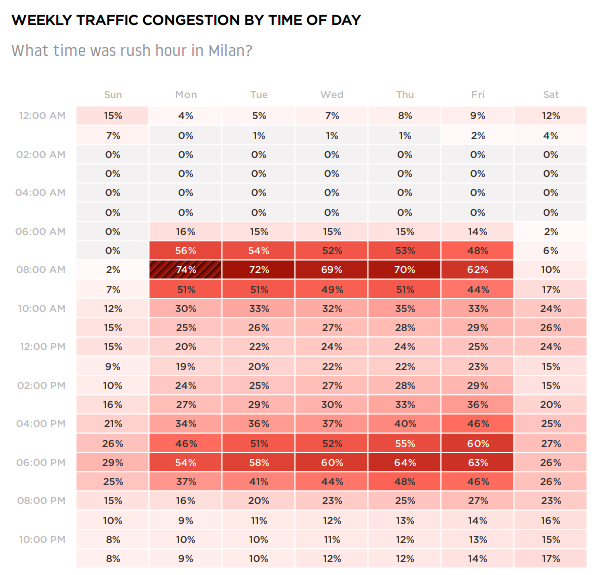 WEEKLY TRAFFIC CONGESTION BY TIME OF DAY
What time was rush hour in Milan?
Sun Mon Tue Wed Thu Fri Sat
12:00 AM 15% 4% 5% 7% 8% 9% 12%
7% 0% 1% 1% 1% 2% 4%
02:00 AM 0% 0% 0% 0% 0% 0% 0%
0% 0% 0% 0% 0% 0% 0%
04:00 AM 0% 0% 0% 0% 0% 0% 0%
0% 0% 0% 0% 0% 0% 0%
06:00 AM 0% 16% 15% 15% 15% 14% 2%
0% 56% 54% 52% 53% 48% 6%
08:00 AM 2% 74% 72% 69% 70% 62% 10%
7% 51% 51% 49% 51% 44% 17%
10:00 AM 12% 30% 33% 32% 35% 33% 24%
15% 25% 26% 27% 28% 29% 26%
12:00 PM 15% 20% 22% 24% 24% 25% 24%
9% 19% 20% 22% 22% 23% 15%
02:00 PM 10% 24% 25% 27% 28% 29% 15%
16% 27% 29% 30% 33% 36% 20%
04:00 PM 21% 34% 36% 37% 40% 46% 25%
26% 46% 51% 52% 55% 60% 27%
06:00 PM 29% 54% 58% 60% 64% 63% 26%
25% 37% 41% 44% 48% 46% 26%
08:00 PM 15% 16% 20% 23% 25% 27% 23%
10% 9% 11% 12% 13% 14% 16%
10:00 PM 8% 10% 10% 11% 12% 13% 15%
8% 9% 10% 12% 12% 14% 17%